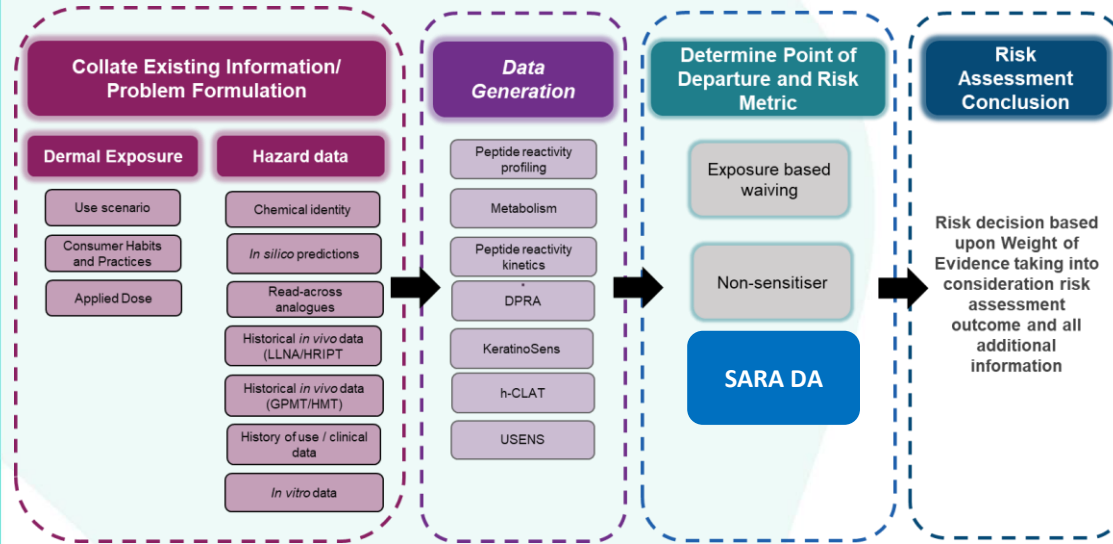 Collate Existing Information/
Problem Formulation
Dermal Exposure
Use scenario
Consumer Habits
and Practices
Applied Dose
Hazard data
Chemical identity
In silico predictions
Read-across
analogues
Historical in vivo data
(LLNA/HRIPT
Historical in vivo data
(GPMT/HMT)
History of use / clinical
data
In vitro data
Data
Generation
Peptide reactivity
profiling
Metabolism
Peptide reactivity
kinetics
*
DPRA
KeratinoSens
h-CLAT
USENS
Determine Point of
Departure and Risk
Metric
Exposure based
waiving
Non-sensitiser
SARA DA
Risk
Assessment
Conclusion
Risk decision based
upon Weight of
Evidence taking into
consideration risk
assessment
outcome and all
additional
information